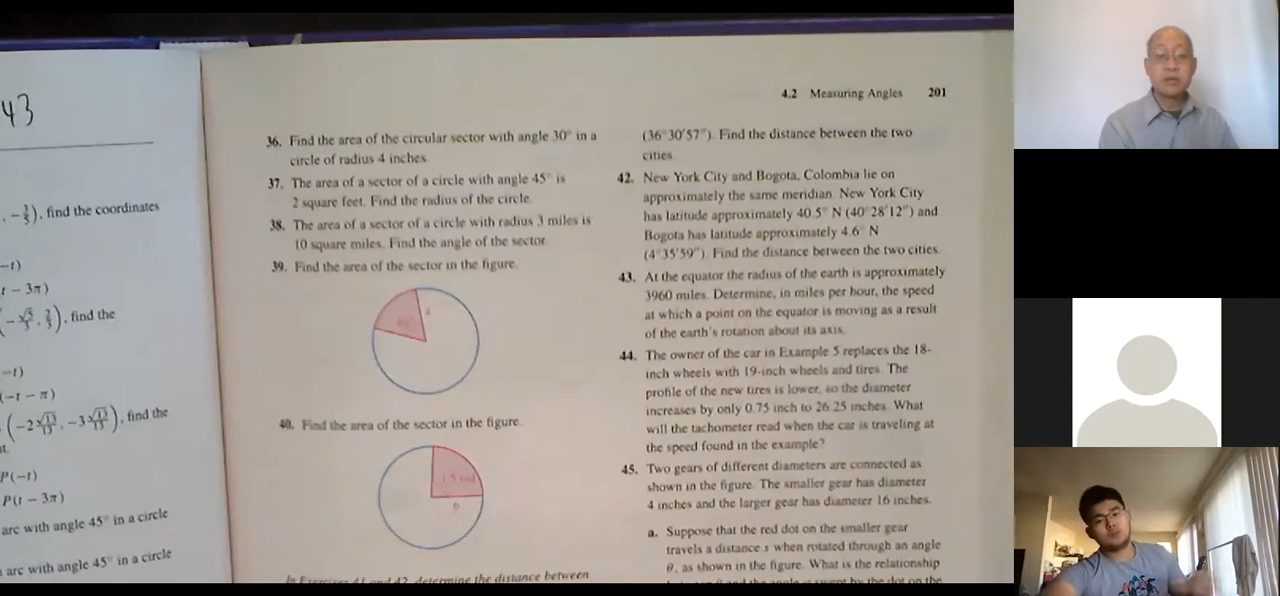 43
, -3/5), find the coordinates
-t)
t - 3π)
find the
-t)
(-t - π)
(-2√13/13, -3√13/13), find the
P(-t)
P(t - 3π)
arc with angle 45° in a circle
arc with angle 45° in a circle
4.2 Measuring Angles 201
36. Find the area of the circular sector with angle 30° in a
circle of radius 4 inches.
37. The area of a sector of a circle with angle 45° is
2 square feet. Find the radius of the circle.
38. The area of a sector of a circle with radius 3 miles is
10 square miles. Find the angle of the sector.
39. Find the area of the sector in the figure.
4
40. Find the area of the sector in the figure.
1.5 rad
6
In Exercises 41 and 42, determine the distance between
(36°30′57″). Find the distance between the two
cities.
42. New York City and Bogota, Colombia lie on
approximately the same meridian. New York City
has latitude approximately 40.5° N (40°28′12″) and
Bogota has latitude approximately 4.6° N
(4°35′59″). Find the distance between the two cities.
43. At the equator the radius of the earth is approximately
3960 miles. Determine, in miles per hour, the speed
at which a point on the equator is moving as a result
of the earth's rotation about its axis.
44. The owner of the car in Example 5 replaces the 18-
inch wheels with 19-inch wheels and tires. The
profile of the new tires is lower, so the diameter
increases by only 0.75 inch to 26.25 inches. What
will the tachometer read when the car is traveling at
the speed found in the example?
45. Two gears of different diameters are connected as
shown in the figure. The smaller gear has diameter
4 inches and the larger gear has diameter 16 inches.
a. Suppose that the red dot on the smaller gear
travels a distance s when rotated through an angle
θ, as shown in the figure. What is the relationship